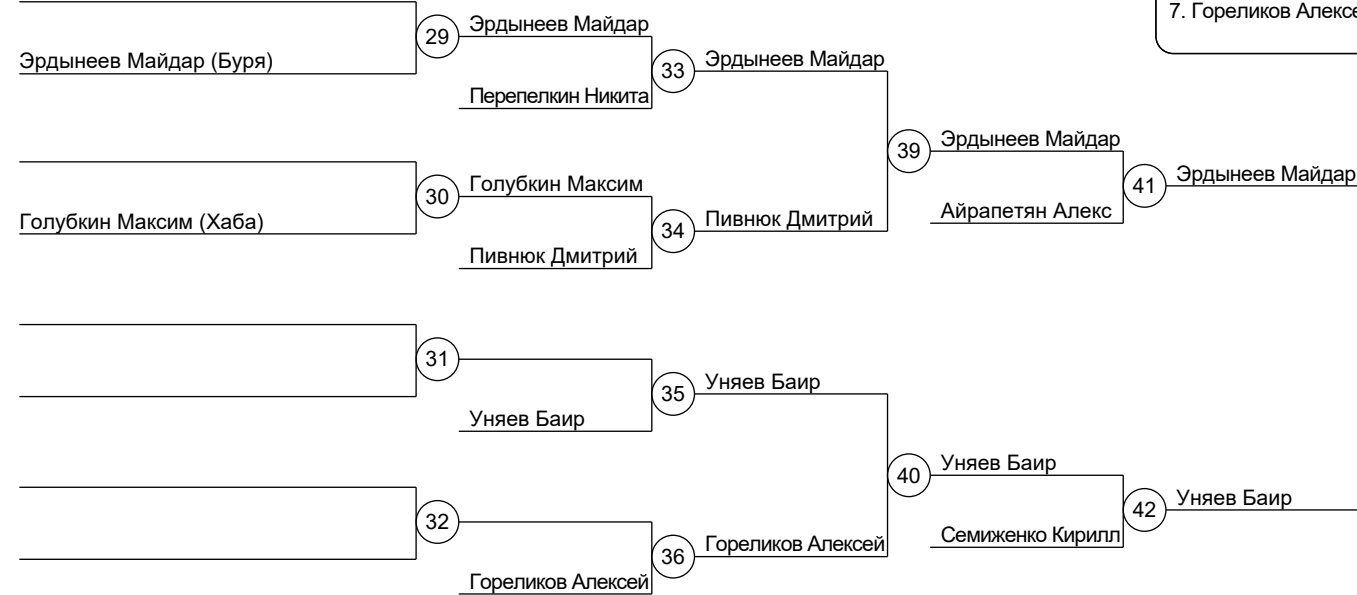 7. Гореликов Алексе
29
Эрдынеев Майдар
Эрдынеев Майдар (Буря)
33
Эрдынеев Майдар
Перепелкин Никита
39
Эрдынеев Майдар
30
Голубкин Максим
41
Эрдынеев Майдар
Голубкин Максим (Хаба)
34
Пивнюк Дмитрий
Айрапетян Алекс
Пивнюк Дмитрий
31
35
Уняев Баир
Уняев Баир
40
Уняев Баир
32
42
Уняев Баир
36
Гореликов Алексей
Семиженко Кирилл
Гореликов Алексей